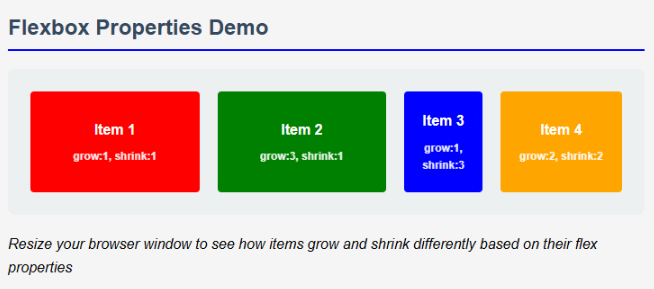 Flexbox Properties Demo
Item 1
grow:1, shrink:1
Item 2
grow:3, shrink:1
Item 3
grow:1,
shrink:3
Item 4
grow:2, shrink:2
Resize your browser window to see how items grow and shrink differently based on their flex
properties